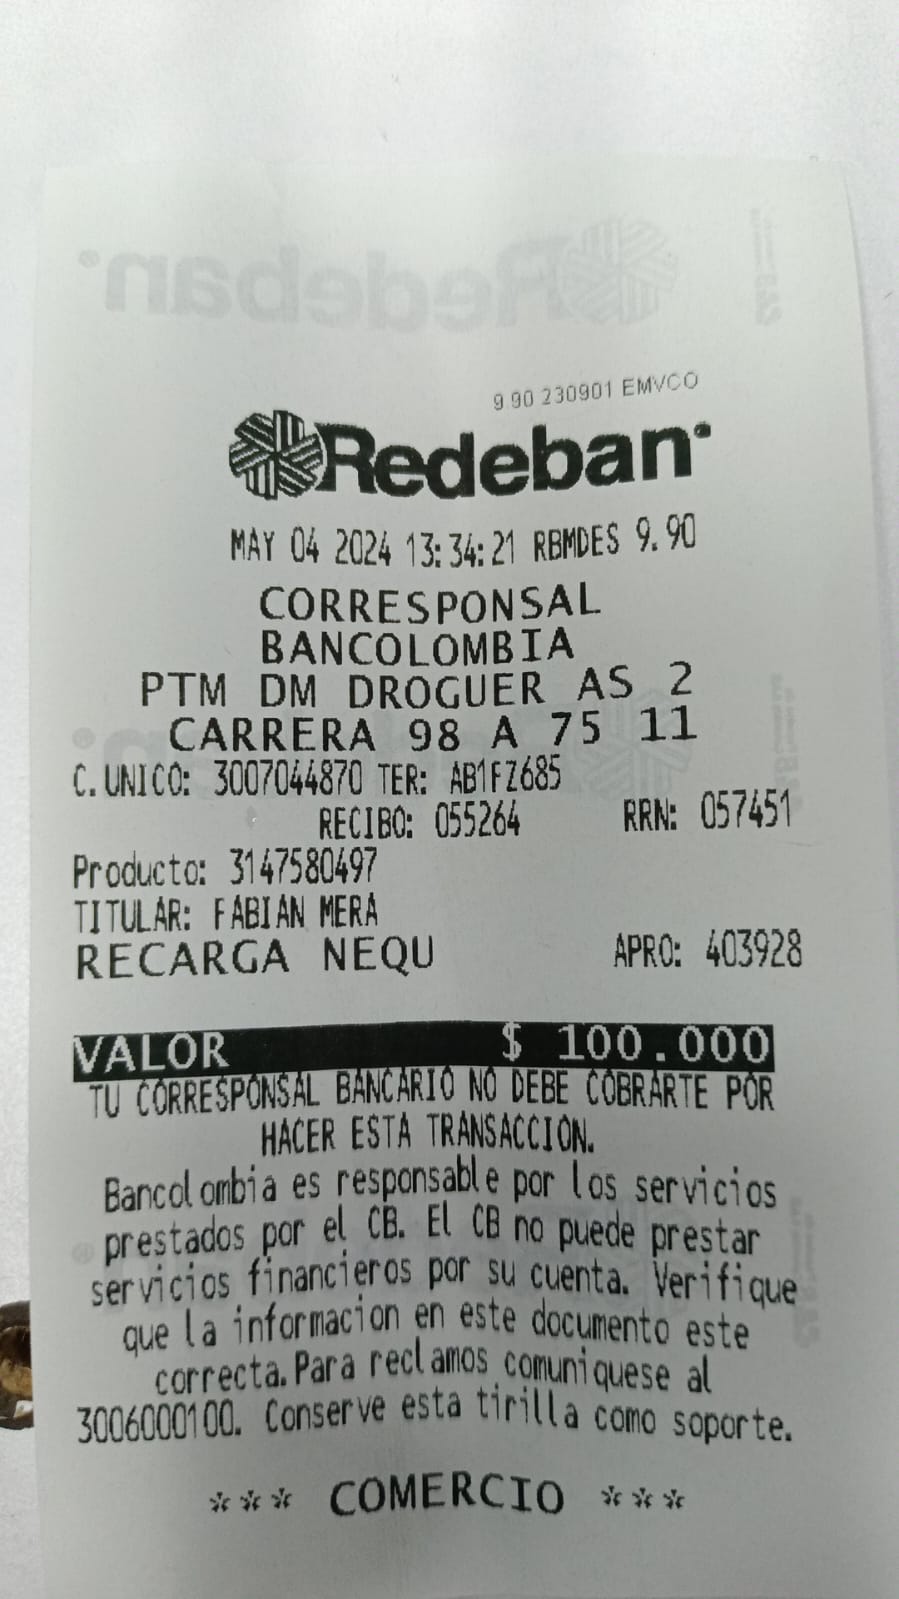 9.90 230901 EMVCO
Redeban
MAY 04 2024 13:34:21 RBMDES 9.90
CORRESPONSAL
BANCOLOMBIA
PTM DM DROGUER AS 2
CARRERA 98 A 75 11
C.UNICO: 3007044870 TER: AB1FZ685
RECIBO: 055264 RRN: 057451
Producto: 3147580497
TITULAR: FABIAN MERA
RECARGA NEQU APRO: 403928
VALOR $ 100.000
TU CORRESPONSAL BANCARIO NO DEBE COBRARTE POR
HACER ESTA TRANSACCION.
Bancolombia es responsable por los servicios
prestados por el CB. El CB no puede prestar
servicios financieros por su cuenta. Verifique
que la informacion en este documento este
correcta.Para reclamos comuniquese al
3006000100. Conserve esta tirilla como soporte.
*** COMERCIO ***